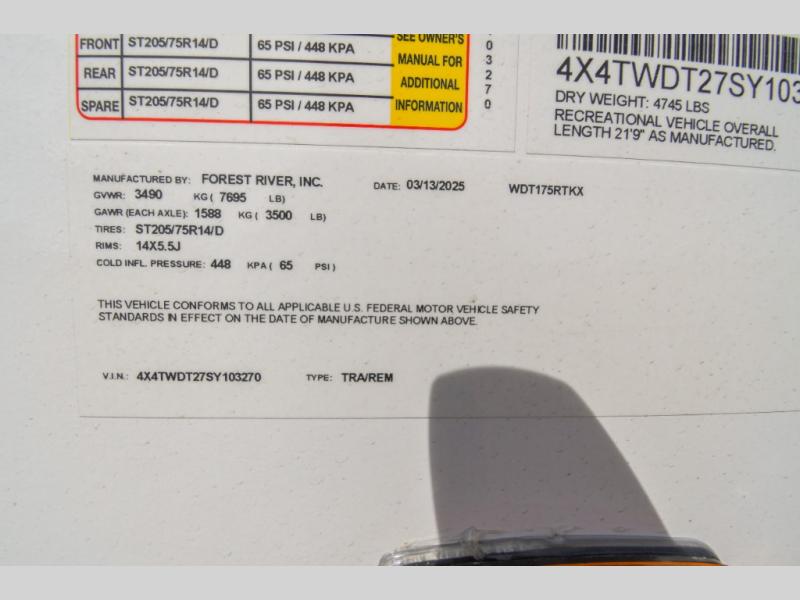 FRONT ST205/75R14/D 65 PSI / 448 KPA
REAR ST205/75R14/D 65 PSI / 448 KPA
SPARE ST205/75R14/D 65 PSI / 448 KPA
SEE OWNER'S
MANUAL FOR
ADDITIONAL
INFORMATION
0
3
2
7
0
4X4TWDT27SY103
DRY WEIGHT: 4745 LBS
RECREATIONAL VEHICLE OVERALL
LENGTH 21'9" AS MANUFACTURED.
MANUFACTURED BY: FOREST RIVER, INC. DATE: 03/13/2025 WDT175RTKX
GVWR: 3490 KG ( 7695 LB)
GAWR (EACH AXLE): 1588 KG ( 3500 LB)
TIRES: ST205/75R14/D
RIMS: 14X5.5J
COLD INFL. PRESSURE: 448 KPA ( 65 PSI )
THIS VEHICLE CONFORMS TO ALL APPLICABLE U.S. FEDERAL MOTOR VEHICLE SAFETY
STANDARDS IN EFFECT ON THE DATE OF MANUFACTURE SHOWN ABOVE.
V.I.N.: 4X4TWDT27SY103270 TYPE: TRA/REM